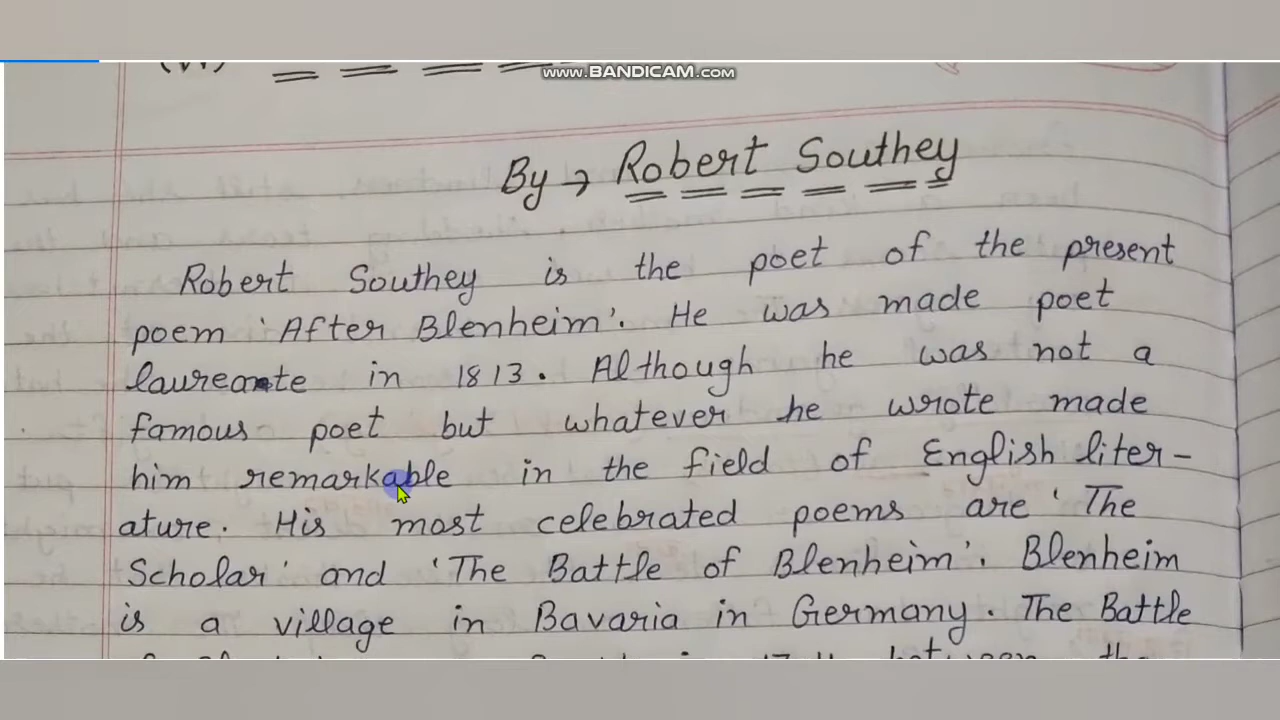 www.BANDICAM.com
By → Robert Southey
Robert Southey is the poet of the present
poem 'After Blenheim'. He was made poet
laureate in 1813. Although he was not a
famous poet but whatever he wrote made
him remarkable in the field of English liter-
ature. His most celebrated poems are 'The
Scholar' and 'The Battle of Blenheim'. Blenheim
is a village in Bavaria in Germany. The Battle